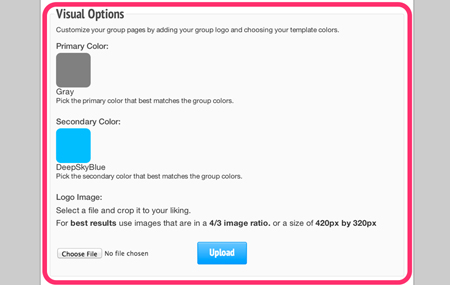 Visual Options
Customize your group pages by adding your group logo and choosing your template colors.
Primary Color:
Gray
Pick the primary color that best matches the group colors.
Secondary Color:
DeepSkyBlue
Pick the secondary color that best matches the group colors.
Logo Image:
Select a file and crop it to your liking.
For best results use images that are in a 4/3 image ratio. or a size of 420px by 320px
Choose File No file chosen Upload